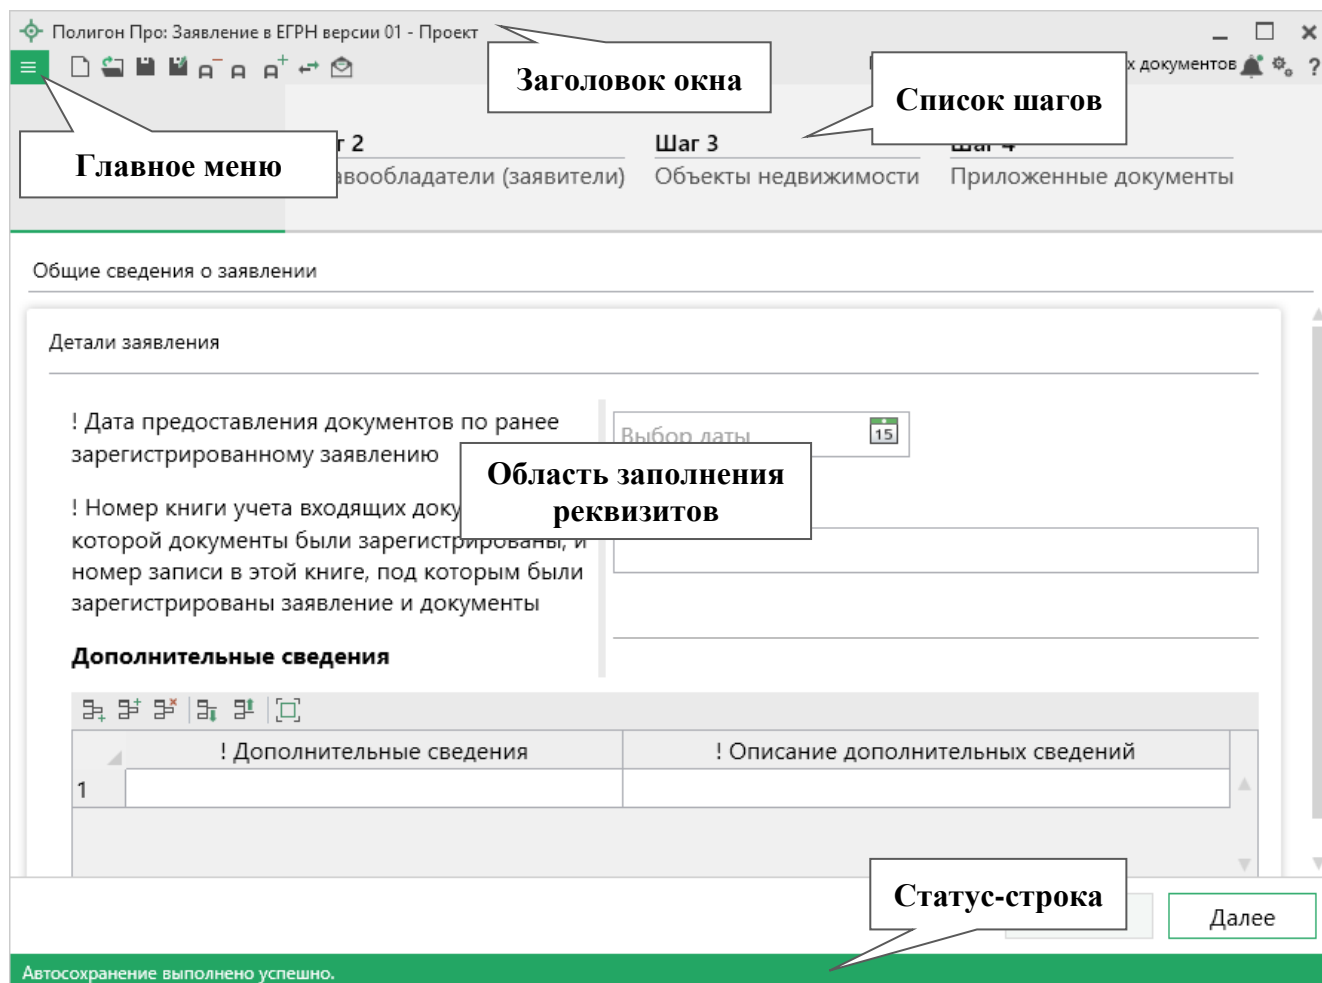 Полигон Про: Заявление в ЕГРН версии 01 - Проект
Заголовок окна
документов
?
Список шагов
Главное меню
2
Шаг 3
Шаг 4
(заявители)
Объекты недвижимости
Приложенные документы
Общие сведения о заявлении
Детали заявления
! Дата предоставления документов по ранее
зарегистрированному заявлению
Выбор даты
15
Область заполнения
реквизитов
! Номер книги учета входящих
которой документы были зарегистрированы, и
номер записи в этой книге, под которым были
зарегистрированы заявление и документы
Дополнительные сведения
! Дополнительные сведения
! Описание дополнительных сведений
1
Статус-строка
Далее
Автосохранение выполнено успешно.